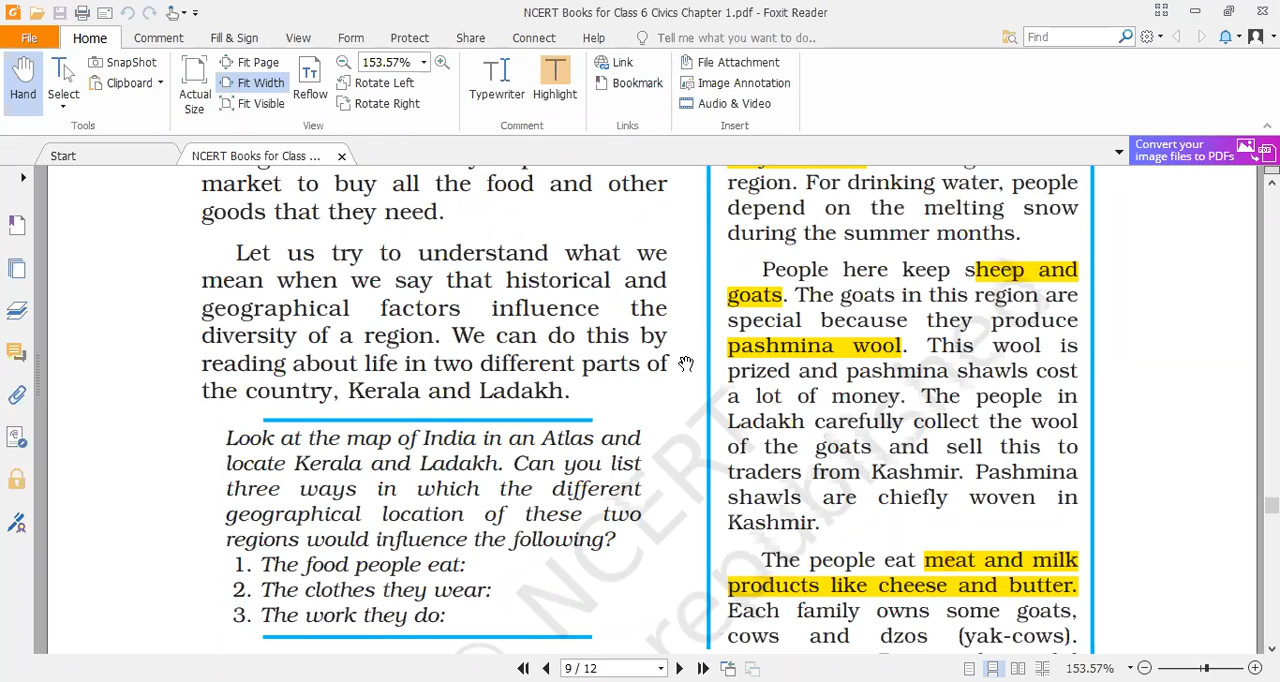 NCERT Books for Class 6 Civics Chapter 1.pdf - Foxit Reader
File Home Comment Fill & Sign View Form Protect Share Connect Help Tell me what you want to do.. Find
Hand
Select
SnapShot
Clipboard
Tools
Actual
Size
Fit Page
Fit Width
Fit Visible
Reflow
153.57%
Rotate Left
Rotate Right
View
Typewriter
Highlight
Comment
Link
Bookmark
Links
File Attachment
Image Annotation
Audio & Video
Insert
Start
NCERT Books for Class ...
Convert your
image files to PDFs
market to buy all the food and other
goods that they need.
Let us try to understand what we
mean when we say that historical and
geographical factors influence the
diversity of a region. We can do this by
reading about life in two different parts of
the country, Kerala and Ladakh.
Look at the map of India in an Atlas and
locate Kerala and Ladakh. Can you list
three ways in which the different
geographical location of these two
regions would influence the following?
1. The food people eat:
2. The clothes they wear:
3. The work they do:
region. For drinking water, people
depend on the melting snow
during the summer months.
People here keep sheep and
goats. The goats in this region are
special because they produce
pashmina wool. This wool is
prized and pashmina shawls cost
a lot of money. The people in
Ladakh carefully collect the wool
of the goats and sell this to
traders from Kashmir. Pashmina
shawls are chiefly woven in
Kashmir.
The people eat meat and milk
products like cheese and butter.
Each family owns some goats,
cows and dzos (yak-cows).
© NCERT
republished
9 / 12
153.57%